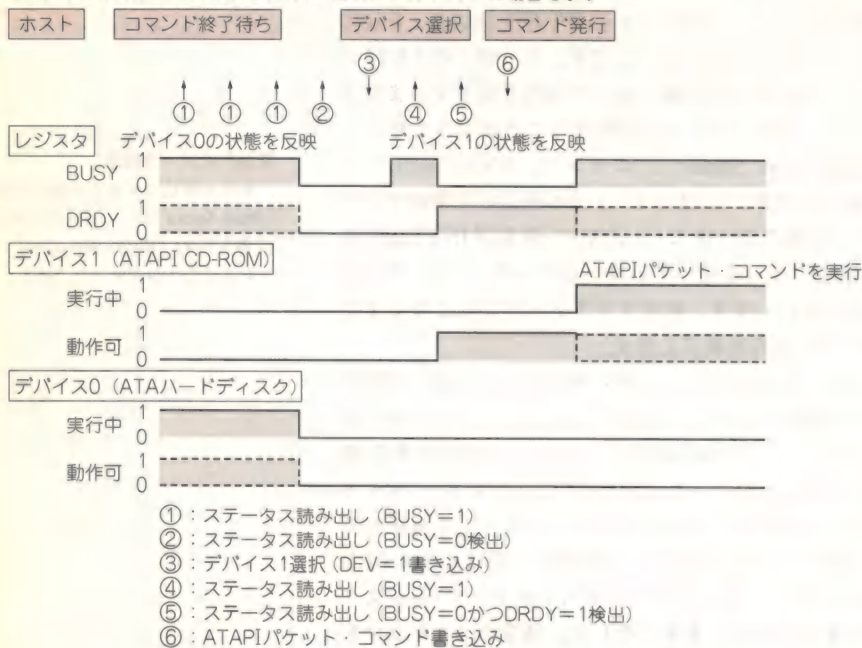 ホスト コマンド終了待ち デバイス選択 コマンド発行
③ ⑥
① ① ① ② ④ ⑤
レジスタ デバイス0の状態を反映 デバイス1の状態を反映
BUSY 1
0
DRDY 1
0
デバイス1 (ATAPI CD-ROM) ATAPIパケット・コマンドを実行
実行中 1
0
動作可 1
0
デバイス0 (ATAハードディスク)
実行中 1
0
動作可 1
0
①:ステータス読み出し (BUSY=1)
②:ステータス読み出し (BUSY=0検出)
③:デバイス1選択 (DEV=1書き込み)
④:ステータス読み出し (BUSY=1)
⑤:ステータス読み出し (BUSY=0かつDRDY=1検出)
⑥:ATAPIパケット・コマンド書き込み